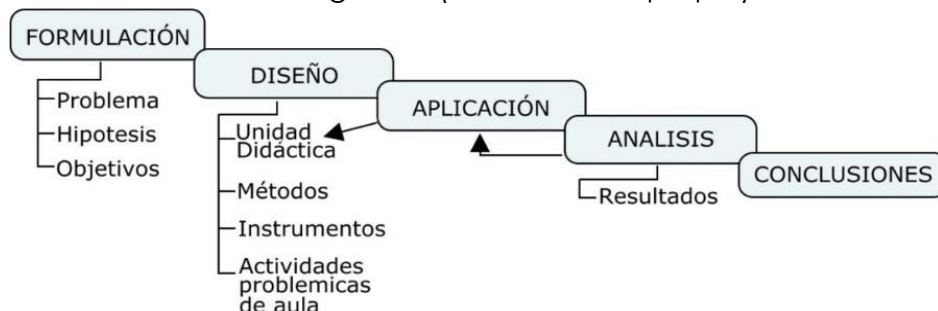 FORMULACIÓN
Problema
Hipotesis
Objetivos
DISEÑO
Unidad
Didáctica
Métodos
Instrumentos
Actividades
problemicas
de aula
APLICACIÓN
ANALISIS
Resultados
CONCLUSIONES